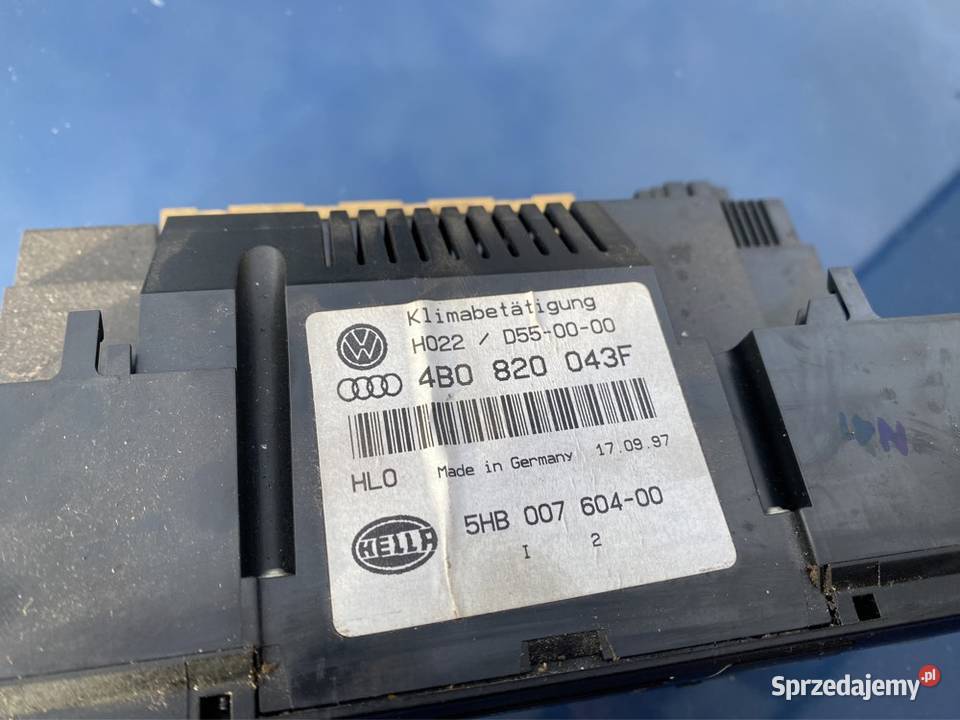 Klimabetätigung
H022 / D55-00-00
4B0 820 043F
HLO Made in Germany 17.09.97
5HB 007 604-00
HELLA
I 2
Sprzedajemy.pl